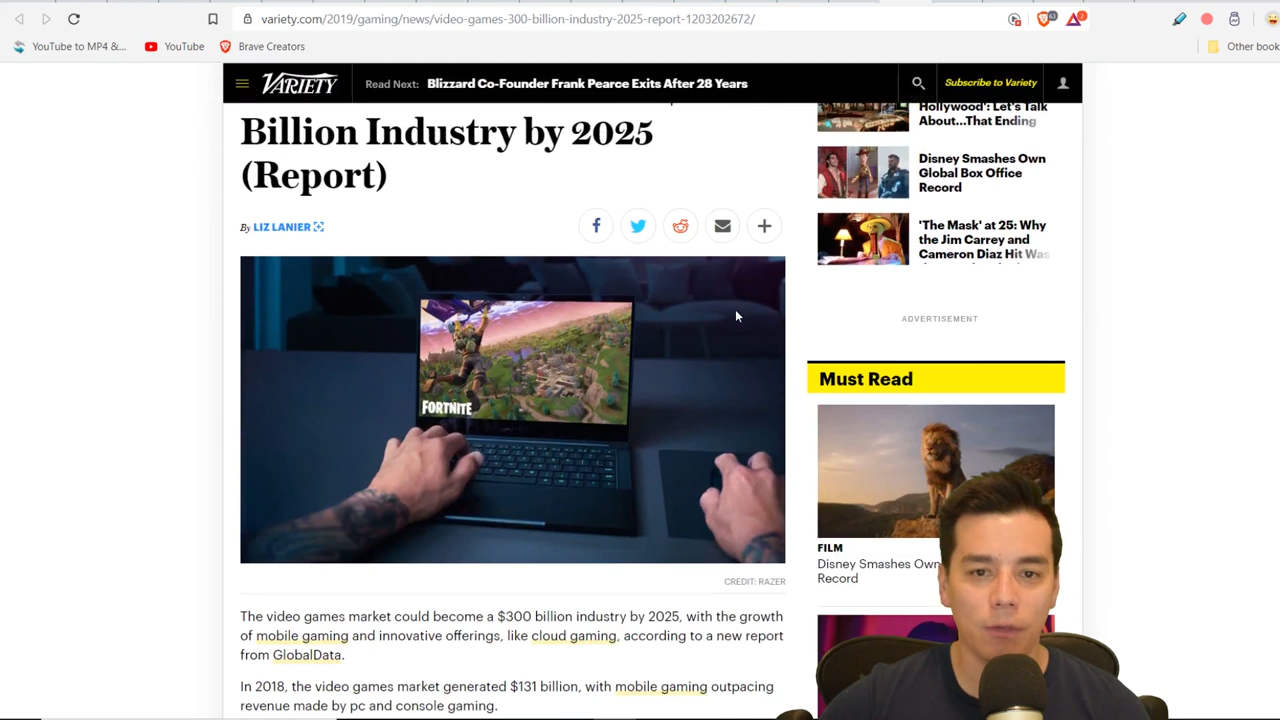 variety.com/2019/gaming/news/video-games-300-billion-industry-2025-report-1203202672/
63
2
YouTube to MP4 &...
YouTube
Brave Creators
Other book
VARIETY
Read Next: Blizzard Co-Founder Frank Pearce Exits After 28 Years
Subscribe to Variety
Billion Industry by 2025
(Report)
By LIZ LANIER
FORTNITE
CREDIT: RAZER
The video games market could become a $300 billion industry by 2025, with the growth
of mobile gaming and innovative offerings, like cloud gaming, according to a new report
from GlobalData.
In 2018, the video games market generated $131 billion, with mobile gaming outpacing
revenue made by pc and console gaming.
Hollywood': Let's Talk
About...That Ending
Disney Smashes Own
Global Box Office
Record
'The Mask' at 25: Why
the Jim Carrey and
Cameron Diaz Hit Was
ADVERTISEMENT
Must Read
FILM
Disney Smashes Own
Record